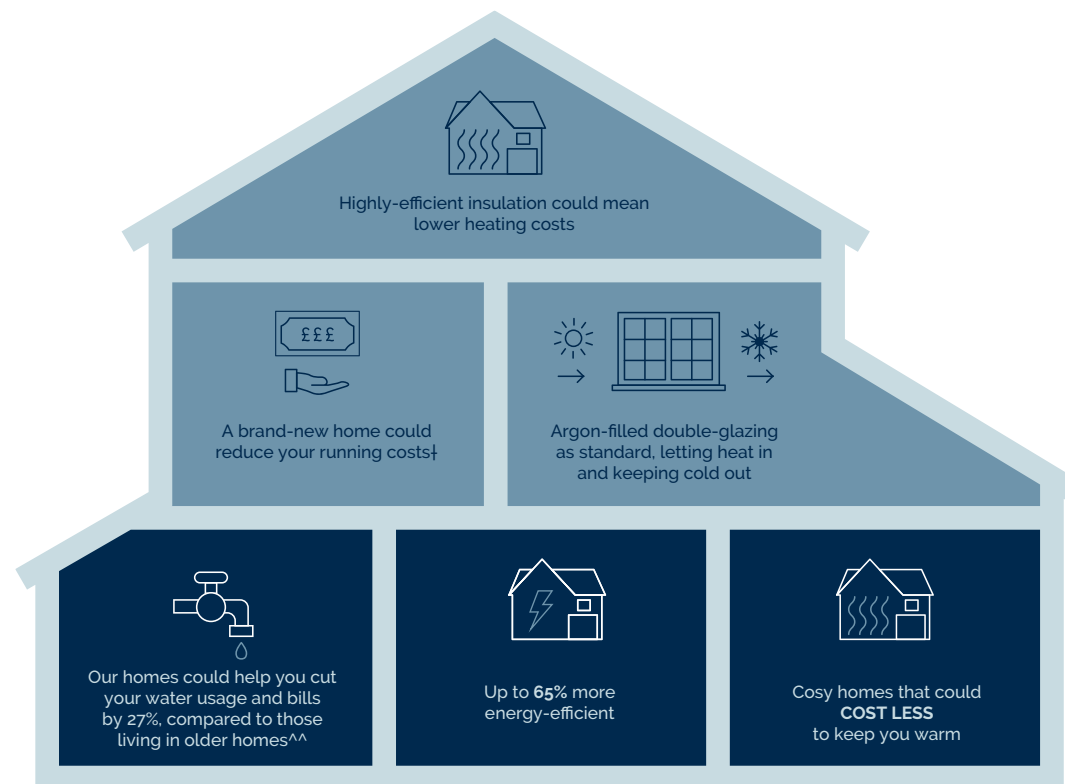 Highly-efficient insulation could mean
lower heating costs
£££
A brand-new home could
reduce your running costs‡
Argon-filled double-glazing
as standard, letting heat in
and keeping cold out
Our homes could help you cut
your water usage and bills
by 27%, compared to those
living in older homes^^
Up to 65% more
energy-efficient
Cosy homes that could
COST LESS
to keep you warm